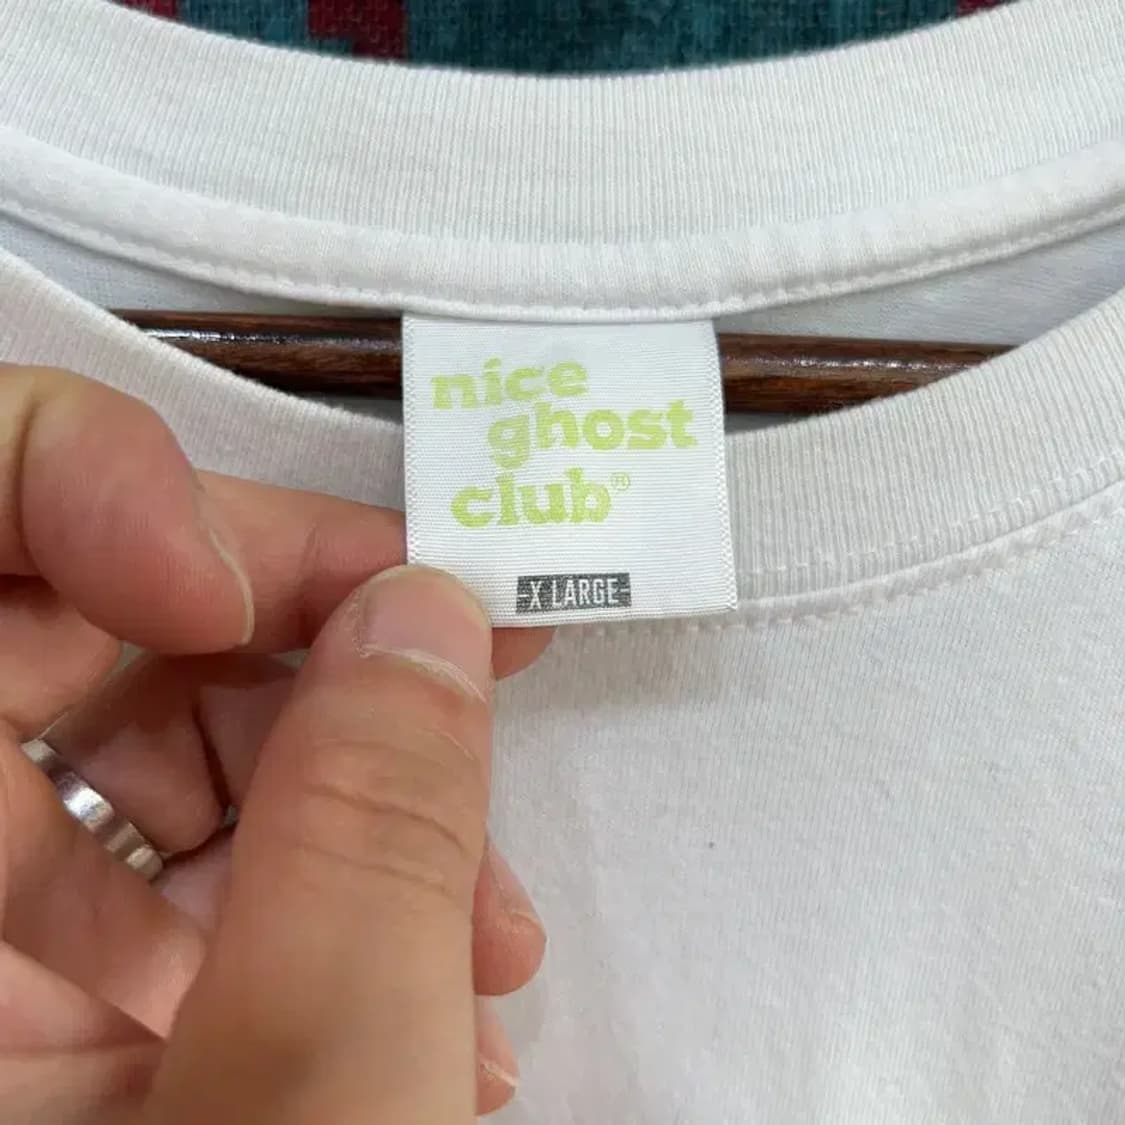 nice
ghost
club®
-X LARGE-